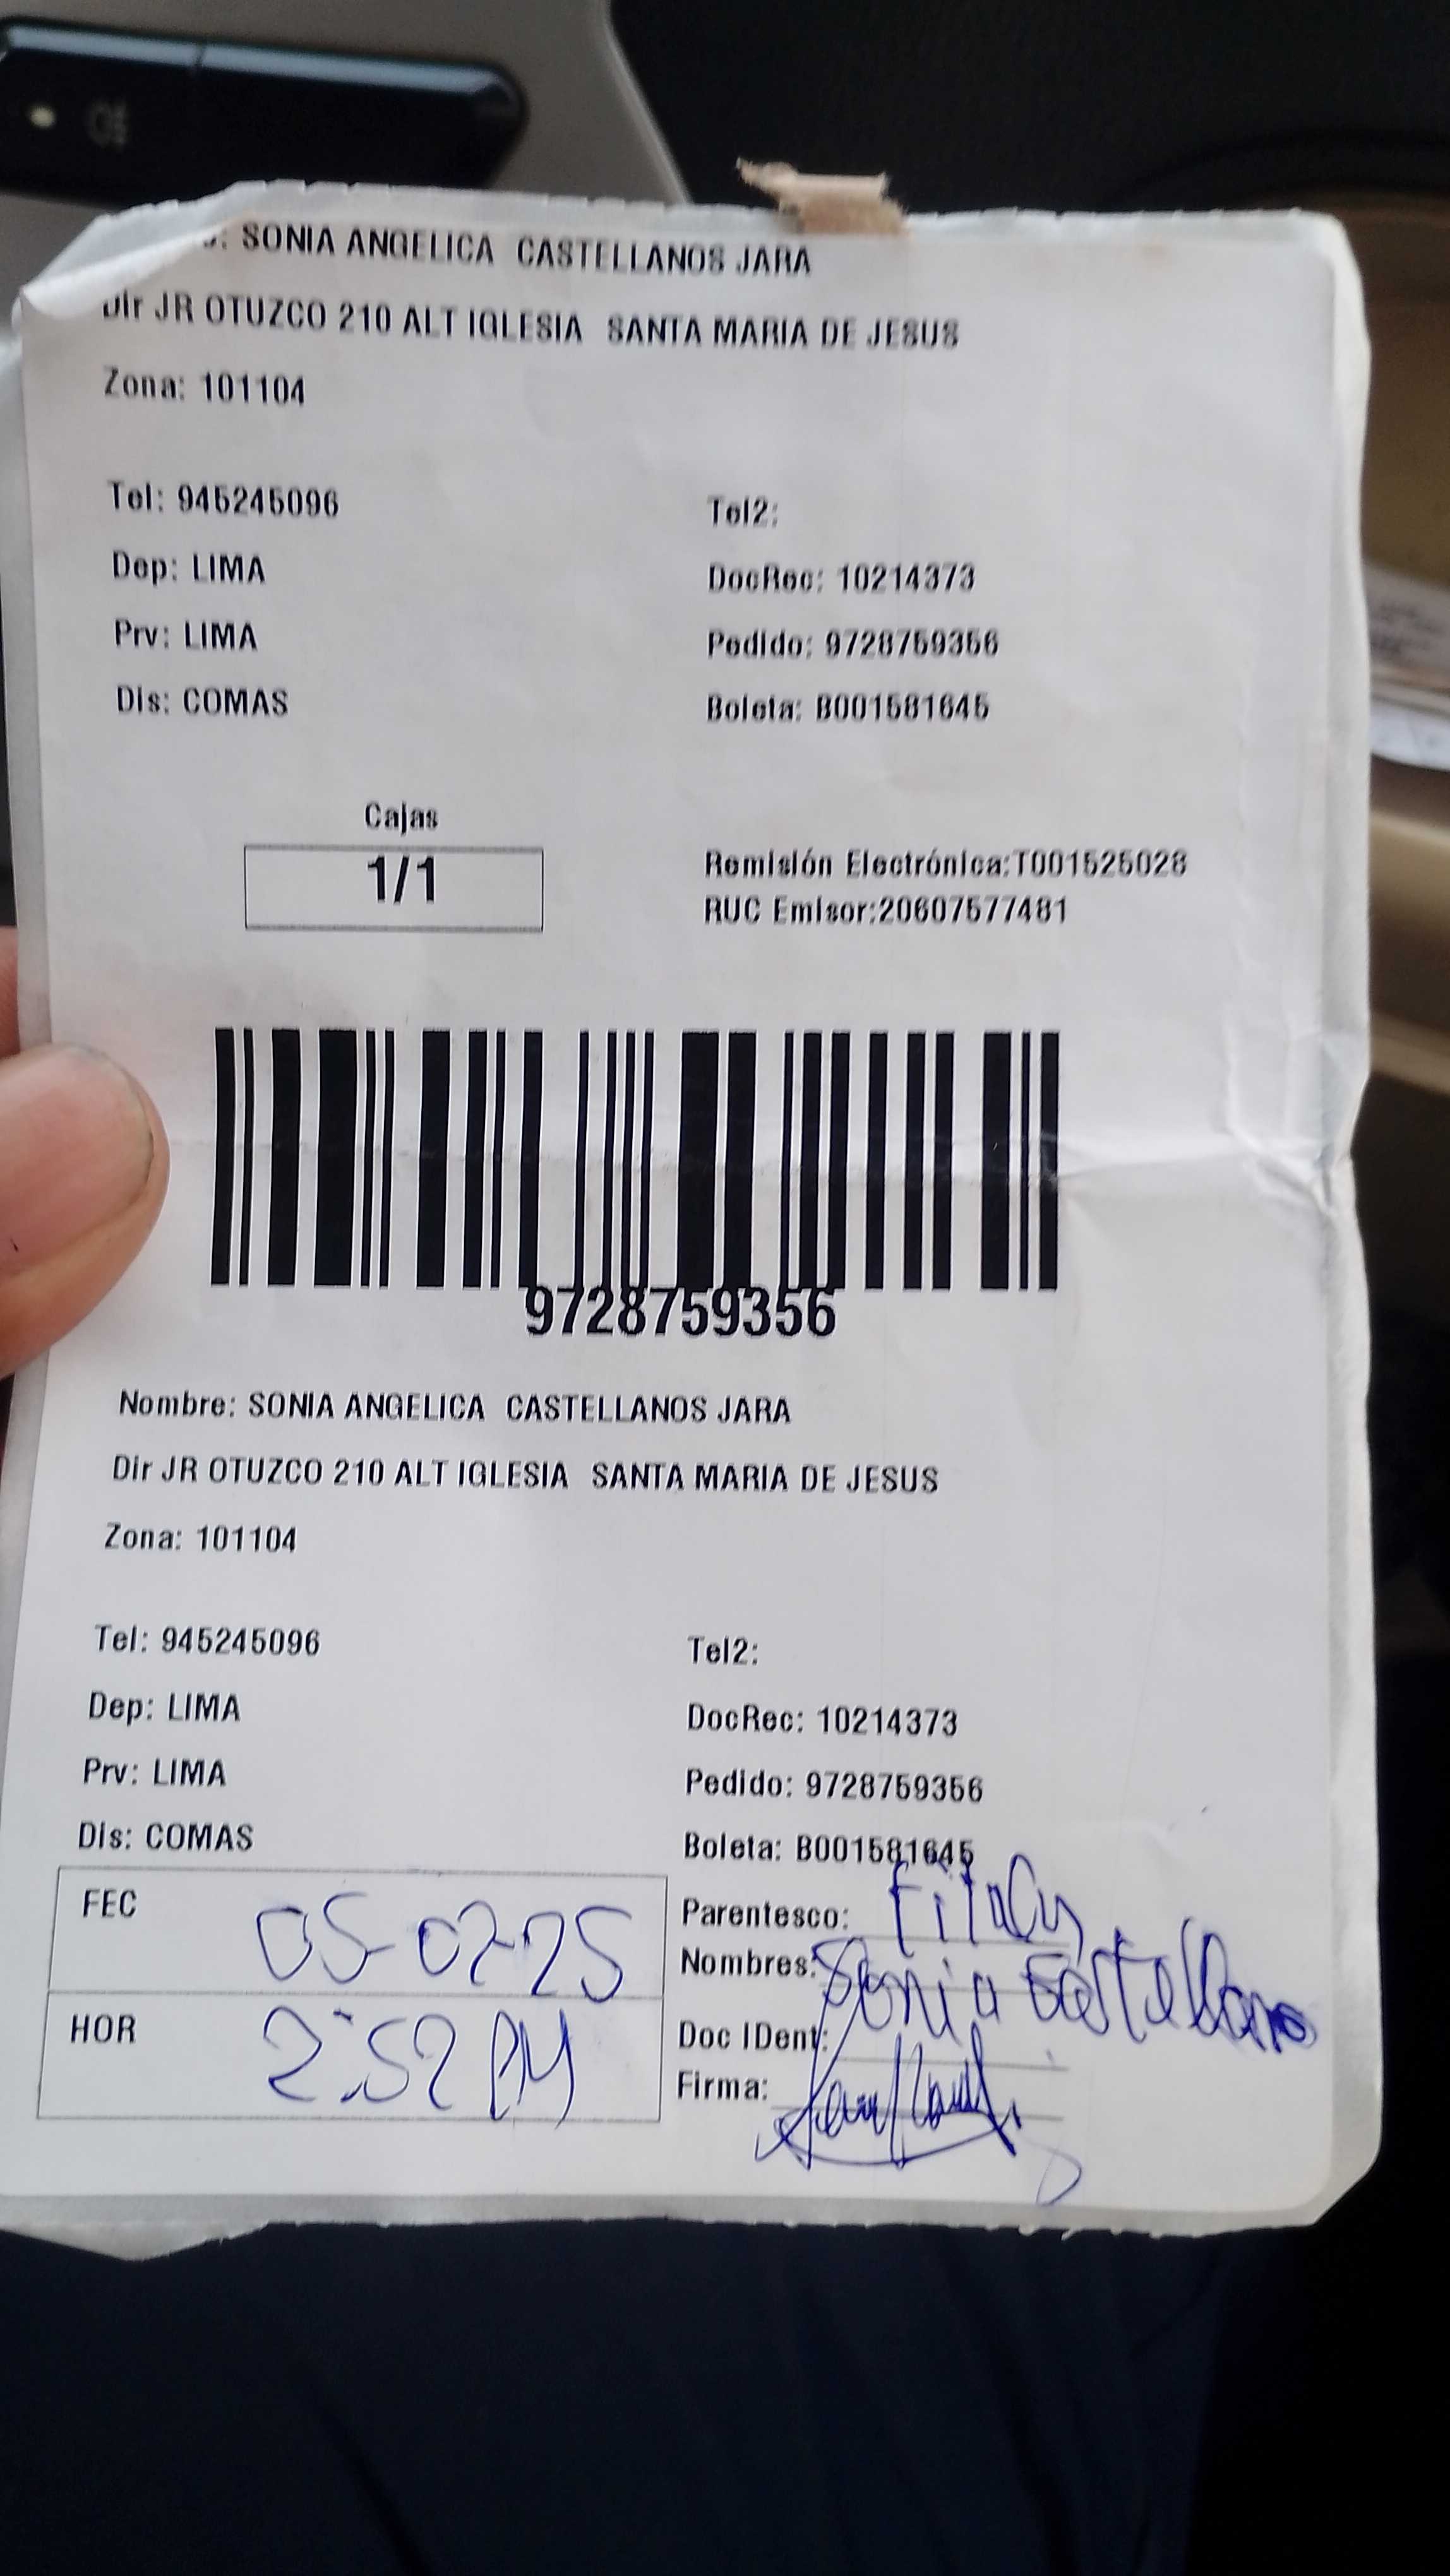 : SONIA ANGELICA CASTELLANOS JARA
Dir JR OTUZCO 210 ALT IGLESIA SANTA MARIA DE JESUS
Zona: 101104
Tel: 945245096
Tel2:
Dep: LIMA
DocRec: 10214373
Prv: LIMA
Pedido: 9728759356
Dis: COMAS
Boleta: B001581645
Cajas
1/1
Remisión Electrónica:T001525028
RUC Emisor:20607577481
9728759356
Nombre: SONIA ANGELICA CASTELLANOS JARA
Dir JR OTUZCO 210 ALT IGLESIA SANTA MARIA DE JESUS
Zona: 101104
Tel: 945245096
Tel2:
Dep: LIMA
DocRec: 10214373
Prv: LIMA
Pedido: 9728759356
Dis: COMAS
Boleta: B001581645
FEC 05-02-25
Parentesco:
Nombres: Sonia Castellano
HOR 2:52 PM
Doc IDent:
Firma: